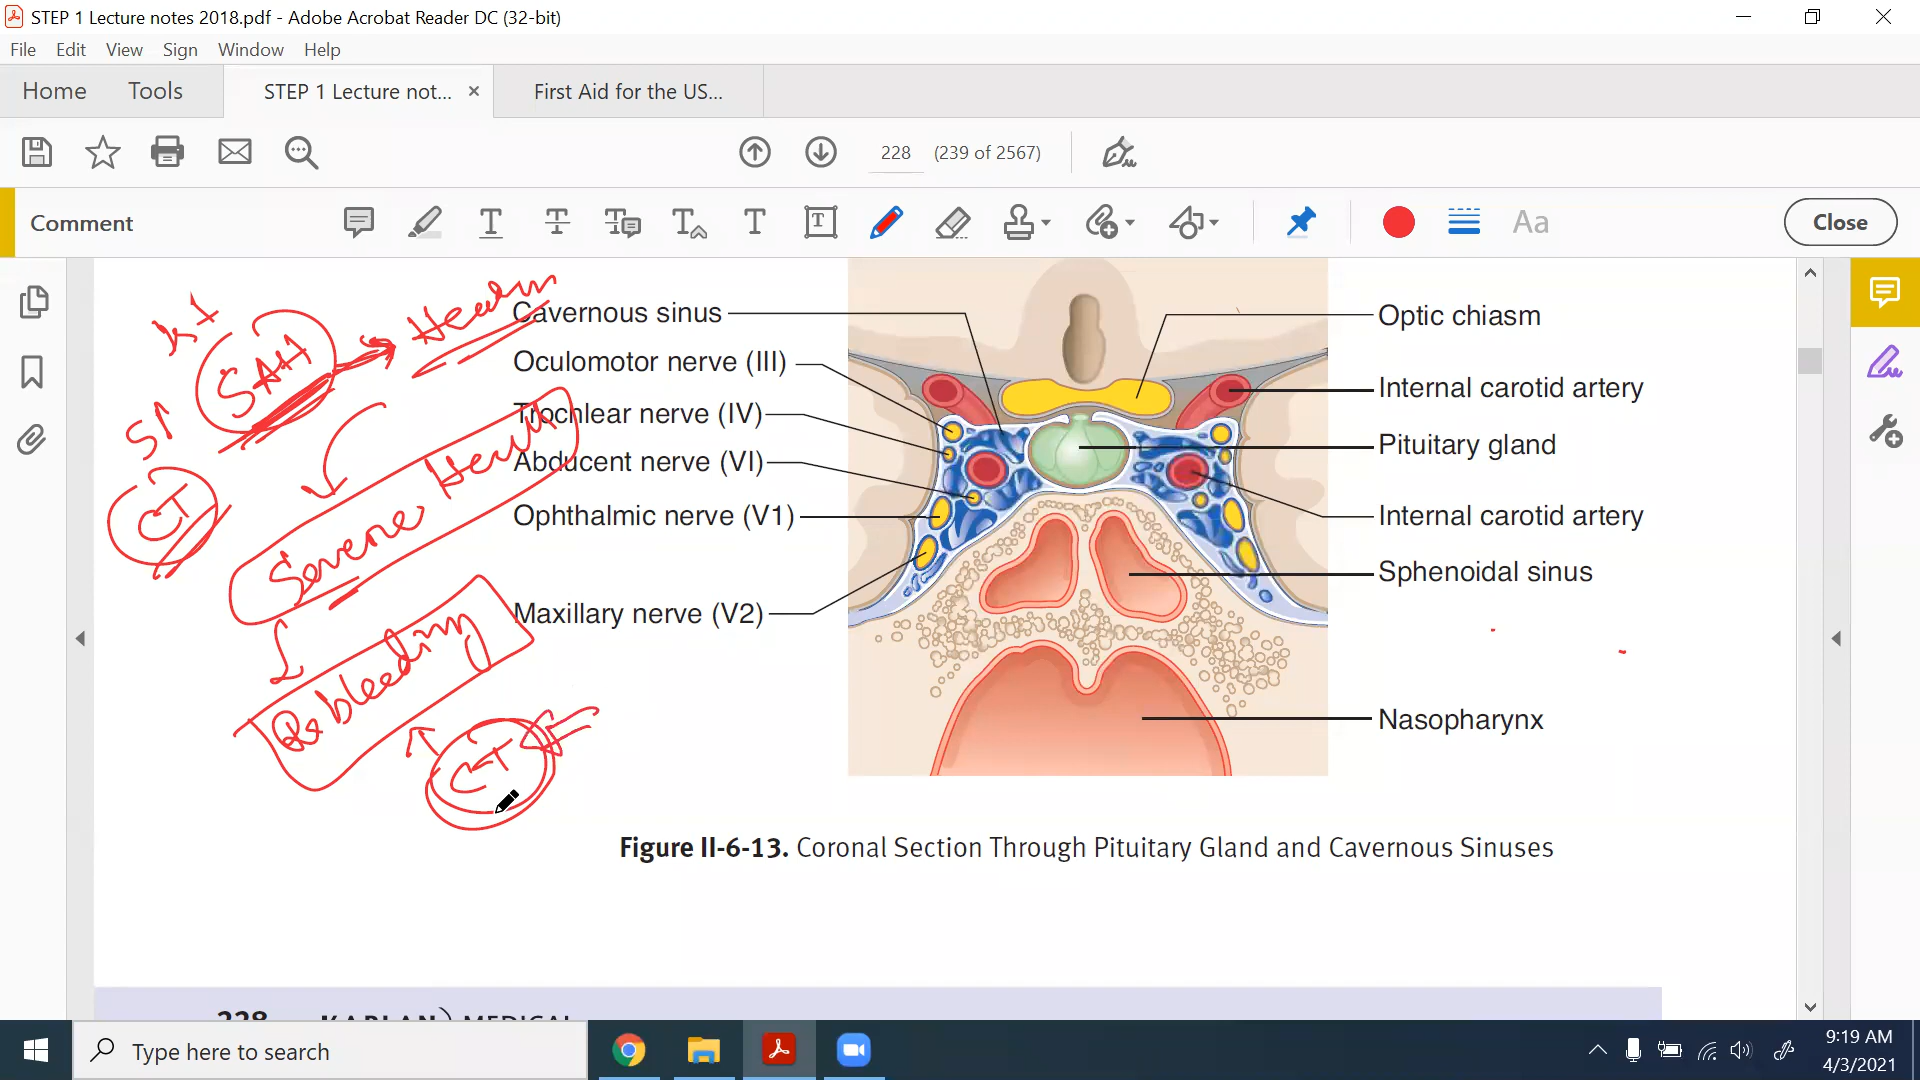 STEP 1 Lecture notes 2018.pdf - Adobe Acrobat Reader DC (32-bit)
File Edit View Sign Window Help
Home Tools STEP 1 Lecture not... × First Aid for the US...
228 (239 of 2567)
Comment Close
SAH
CT
Severe
Rebleeding
CT
Cavernous sinus
Oculomotor nerve (III)
Trochlear nerve (IV)
Abducent nerve (VI)
Ophthalmic nerve (V1)
Maxillary nerve (V2)
Optic chiasm
Internal carotid artery
Pituitary gland
Internal carotid artery
Sphenoidal sinus
Nasopharynx
Figure II-6-13. Coronal Section Through Pituitary Gland and Cavernous Sinuses
228 KAPLAN MEDICAL
Type here to search
9:19 AM
4/3/2021